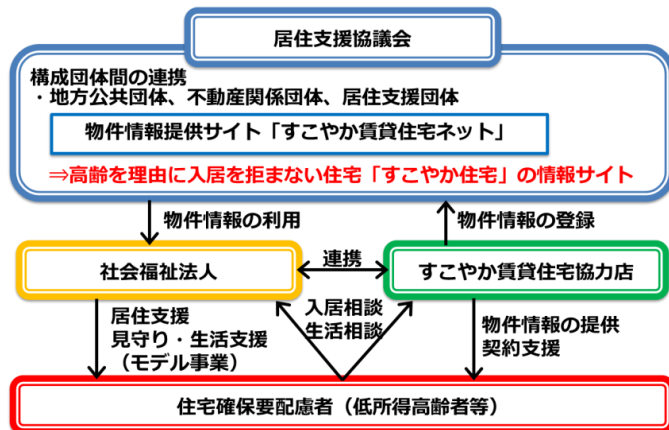 居住支援協議会
構成団体間の連携
・地方公共団体、不動産関係団体、居住支援団体
物件情報提供サイト「すこやか賃貸住宅ネット」
⇒高齢を理由に入居を拒まない住宅「すこやか住宅」の情報サイト
物件情報の利用
物件情報の登録
社会福祉法人
連携
すこやか賃貸住宅協力店
居住支援
見守り・生活支援
（モデル事業）
入居相談
生活相談
物件情報の提供
契約支援
住宅確保要配慮者（低所得高齢者等）